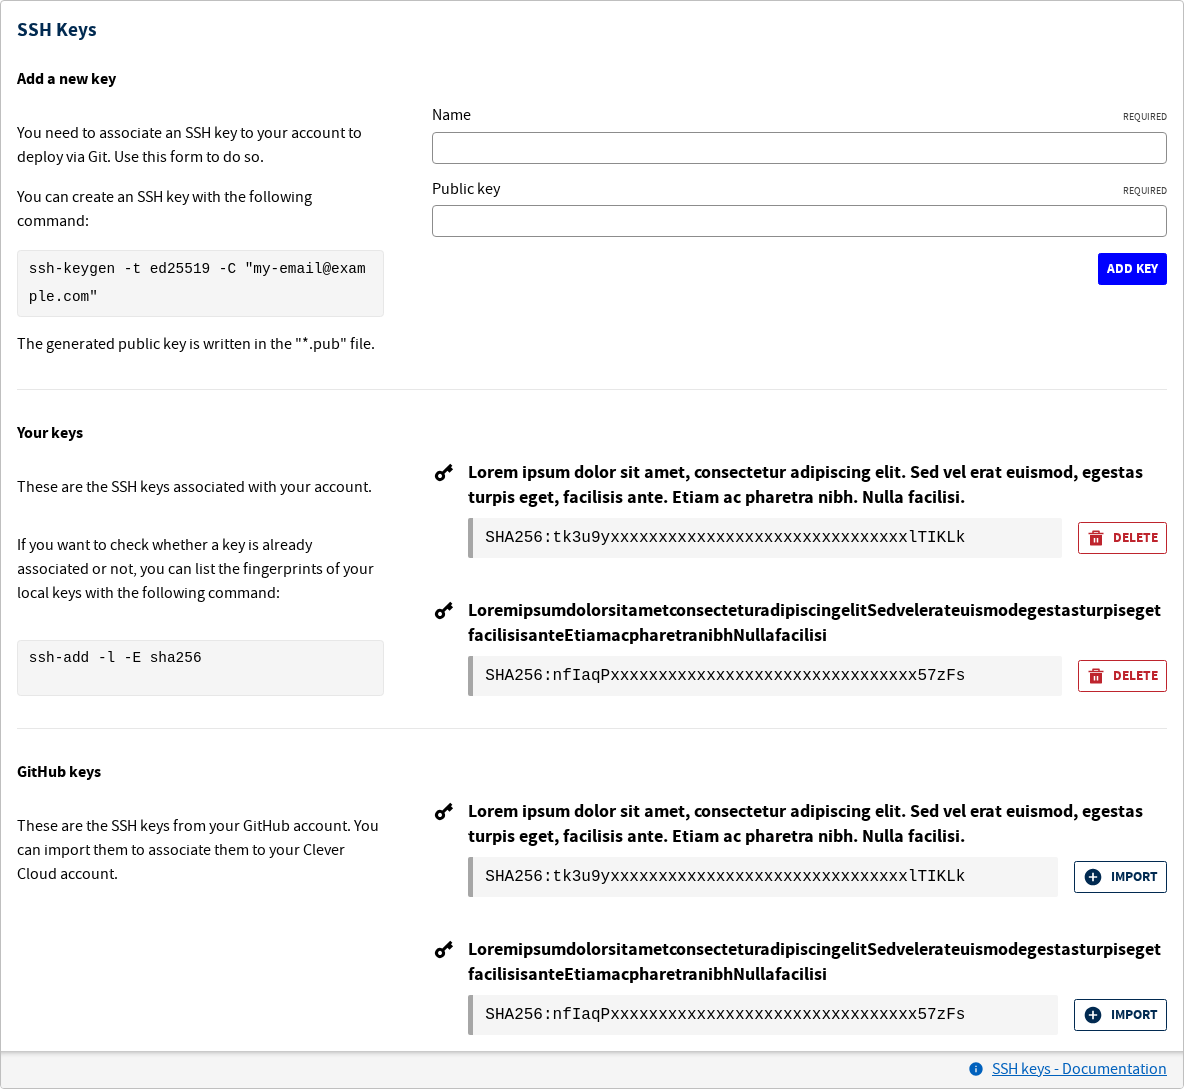 SSH Keys
Add a new key
You need to associate an SSH key to your account to
deploy via Git. Use this form to do so.
You can create an SSH key with the following
command:
ssh-keygen -t ed25519 -C "my-email@exam
ple.com"
The generated public key is written in the "*.pub" file.
Name
REQUIRED
Public key
REQUIRED
ADD KEY
Your keys
These are the SSH keys associated with your account.
If you want to check whether a key is already
associated or not, you can list the fingerprints of your
local keys with the following command:
ssh-add -l -E sha256
Lorem ipsum dolor sit amet, consectetur adipiscing elit. Sed vel erat euismod, egestas
turpis eget, facilisis ante. Etiam ac pharetra nibh. Nulla facilisi.
SHA256:tk3u9yxxxxxxxxxxxxxxxxxxxxxxxxxxxxxxxlTIKLk
DELETE
LoremipsumdolorsitametconsecteturadipiscingelitSedvelerateuismodegestasturpiseget
facilisisanteEtiamacpharetranibhNullafacilisi
SHA256:nfIaqPxxxxxxxxxxxxxxxxxxxxxxxxxxxxxxxx57zFs
DELETE
GitHub keys
These are the SSH keys from your GitHub account. You
can import them to associate them to your Clever
Cloud account.
Lorem ipsum dolor sit amet, consectetur adipiscing elit. Sed vel erat euismod, egestas
turpis eget, facilisis ante. Etiam ac pharetra nibh. Nulla facilisi.
SHA256:tk3u9yxxxxxxxxxxxxxxxxxxxxxxxxxxxxxxxlTIKLk
IMPORT
LoremipsumdolorsitametconsecteturadipiscingelitSedvelerateuismodegestasturpiseget
facilisisanteEtiamacpharetranibhNullafacilisi
SHA256:nfIaqPxxxxxxxxxxxxxxxxxxxxxxxxxxxxxxxx57zFs
IMPORT
SSH keys - Documentation